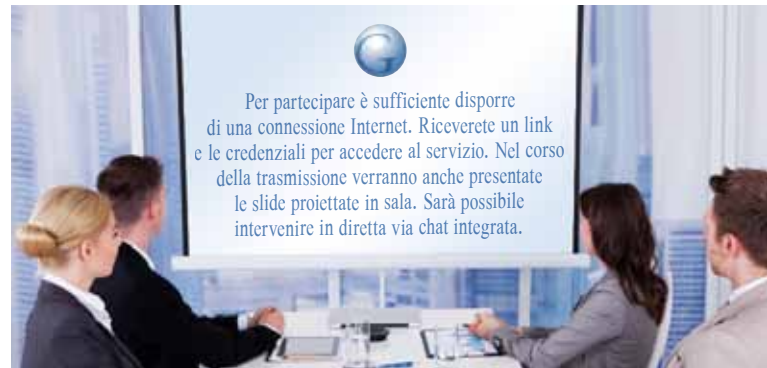 G
Per partecipare è sufficiente disporre
di una connessione Internet. Riceverete un link
e le credenziali per accedere al servizio. Nel corso
della trasmissione verranno anche presentate
le slide proiettate in sala. Sarà possibile
intervenire in diretta via chat integrata.